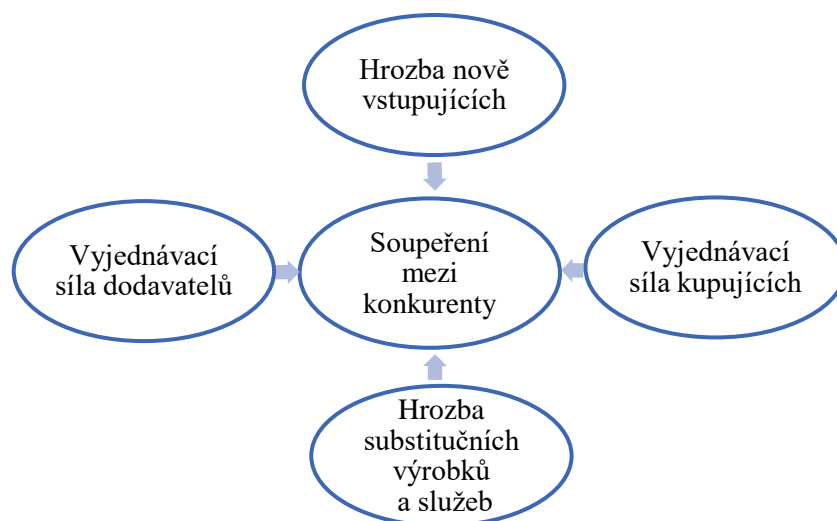 Hrozba nově
vstupujících
Vyjednávací
síla dodavatelů
Soupeření
mezi
konkurenty
Vyjednávací
síla kupujících
Hrozba
substitučních
výrobků
a služeb